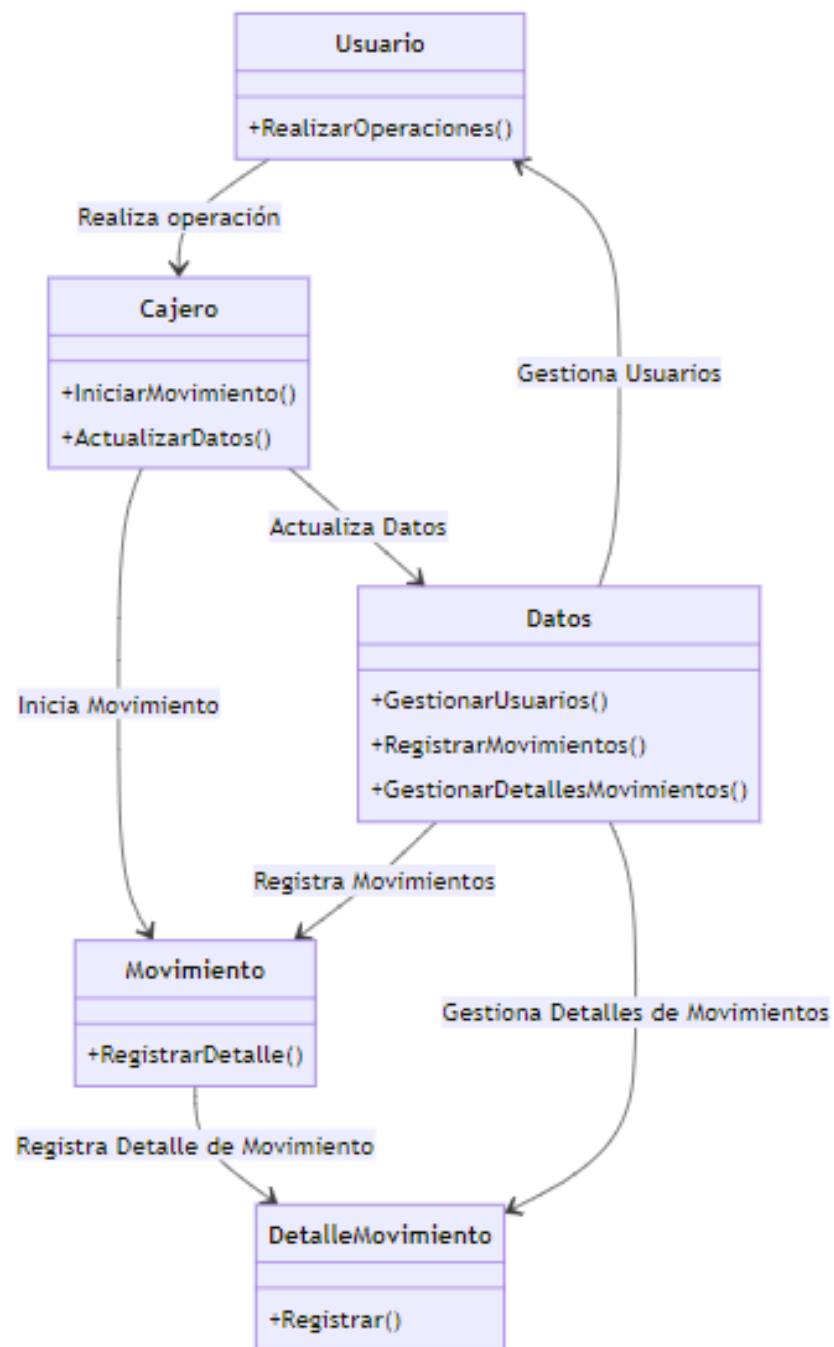 Usuario
+RealizarOperaciones()
Realiza operación
Cajero
+IniciarMovimiento()
+ActualizarDatos()
Gestiona Usuarios
Actualiza Datos
Datos
+GestionarUsuarios()
+RegistrarMovimientos()
+GestionarDetallesMovimientos()
Inicia Movimiento
Registra Movimientos
Movimiento
+RegistrarDetalle()
Gestiona Detalles de Movimientos
Registra Detalle de Movimiento
DetalleMovimiento
+Registrar()